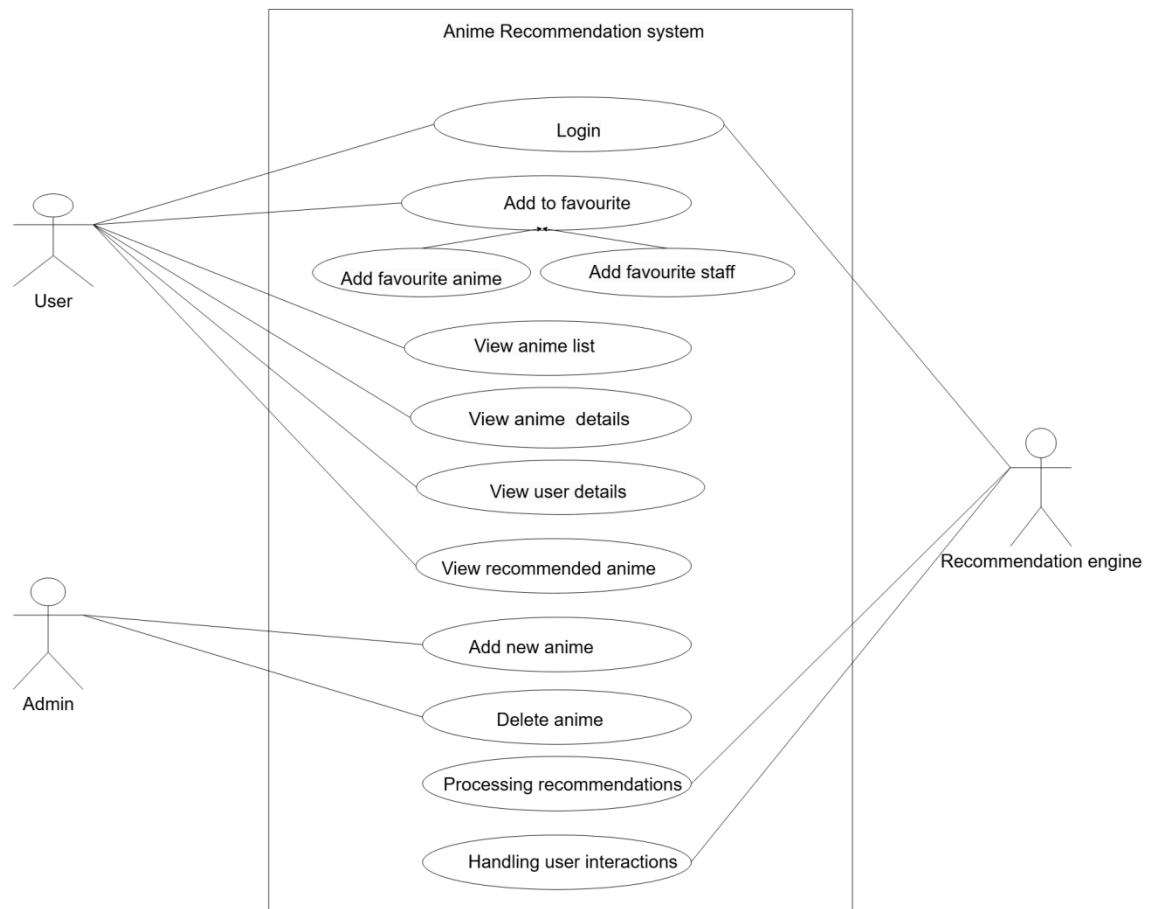 Anime Recommendation system
Login
Add to favourite
Add favourite anime
Add favourite staff
User
View anime list
View anime details
View user details
Recommendation engine
View recommended anime
Add new anime
Admin
Delete anime
Processing recommendations
Handling user interactions